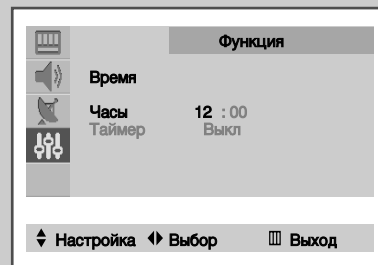 Функция
Время
Часы 12 : 00
Таймер Выкл
Настройка Выбор Выход